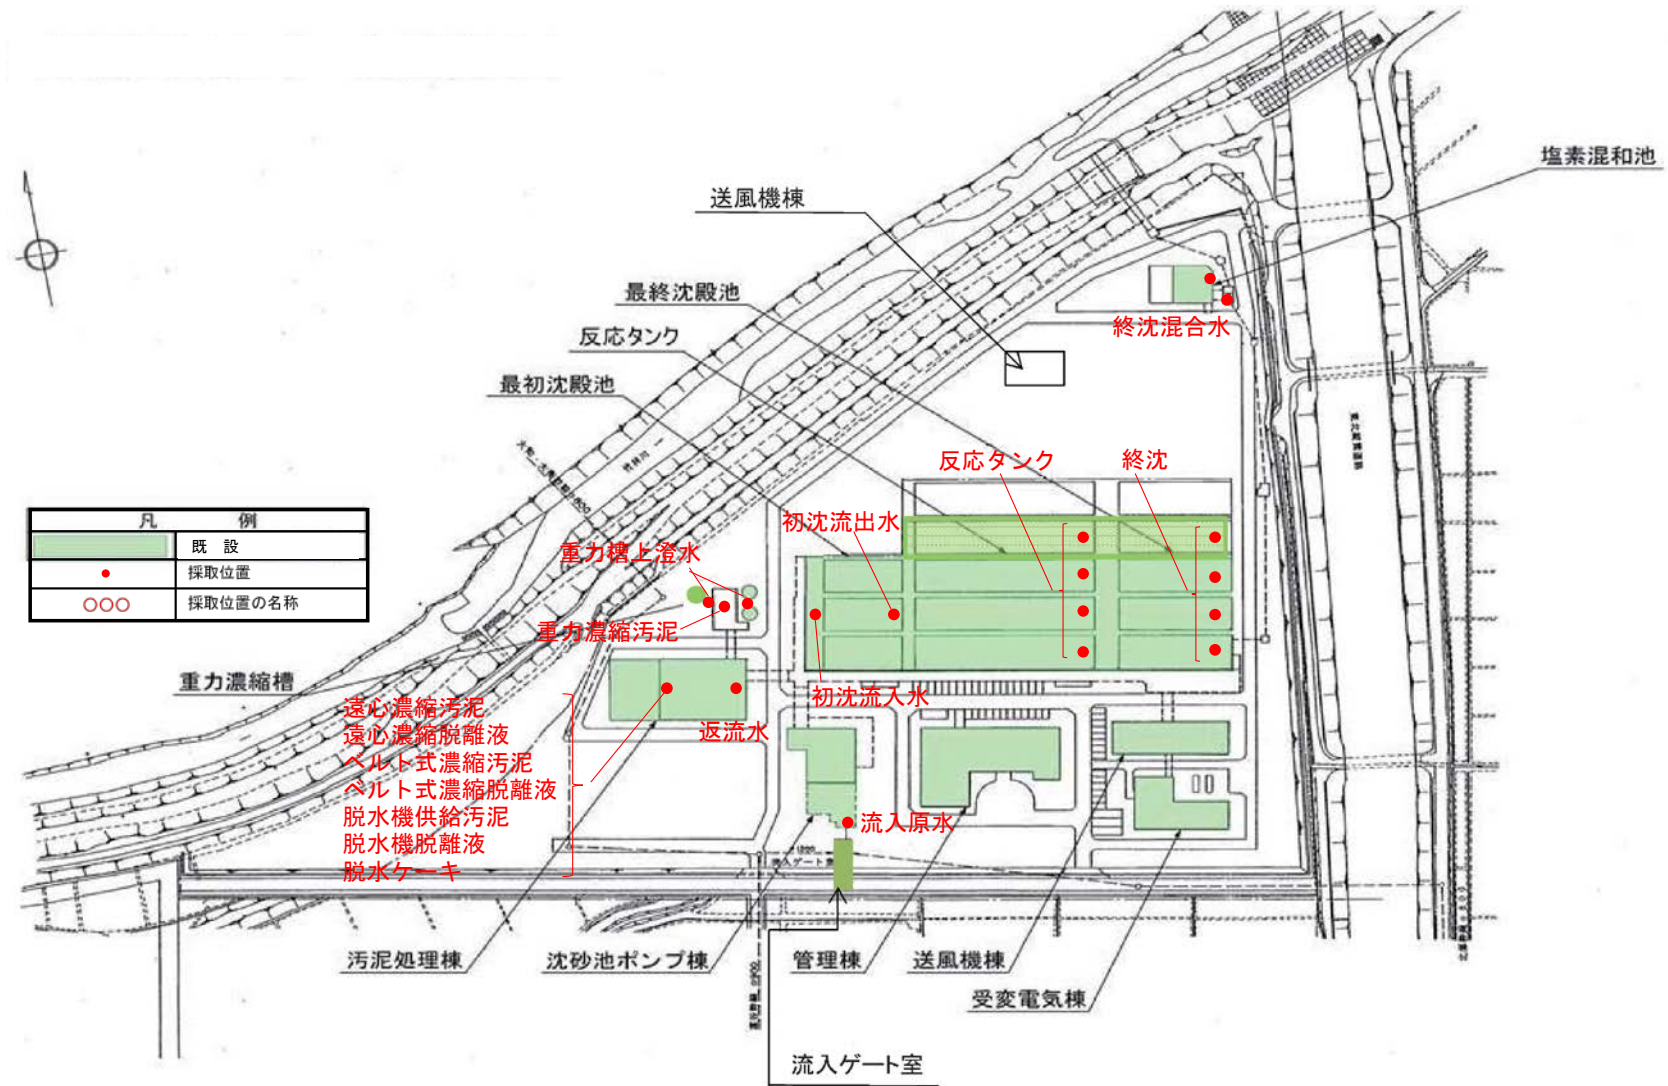 塩素混和池
送風機棟
最終沈殿池
反応タンク
最初沈殿池
終沈混合水
反応タンク
終沈
初沈流出水
重力槽上澄水
凡 例
既 設
採取位置
○○○
採取位置の名称
重力濃縮汚泥
重力濃縮槽
初沈流入水
返流水
遠心濃縮汚泥
遠心濃縮脱離液
ベルト式濃縮汚泥
ベルト式濃縮脱離液
脱水機供給汚泥
脱水機脱離液
脱水ケーキ
流入原水
流入ゲート室
汚泥処理棟
沈砂池ポンプ棟
管理棟
送風機棟
受変電気棟
流入ゲート室